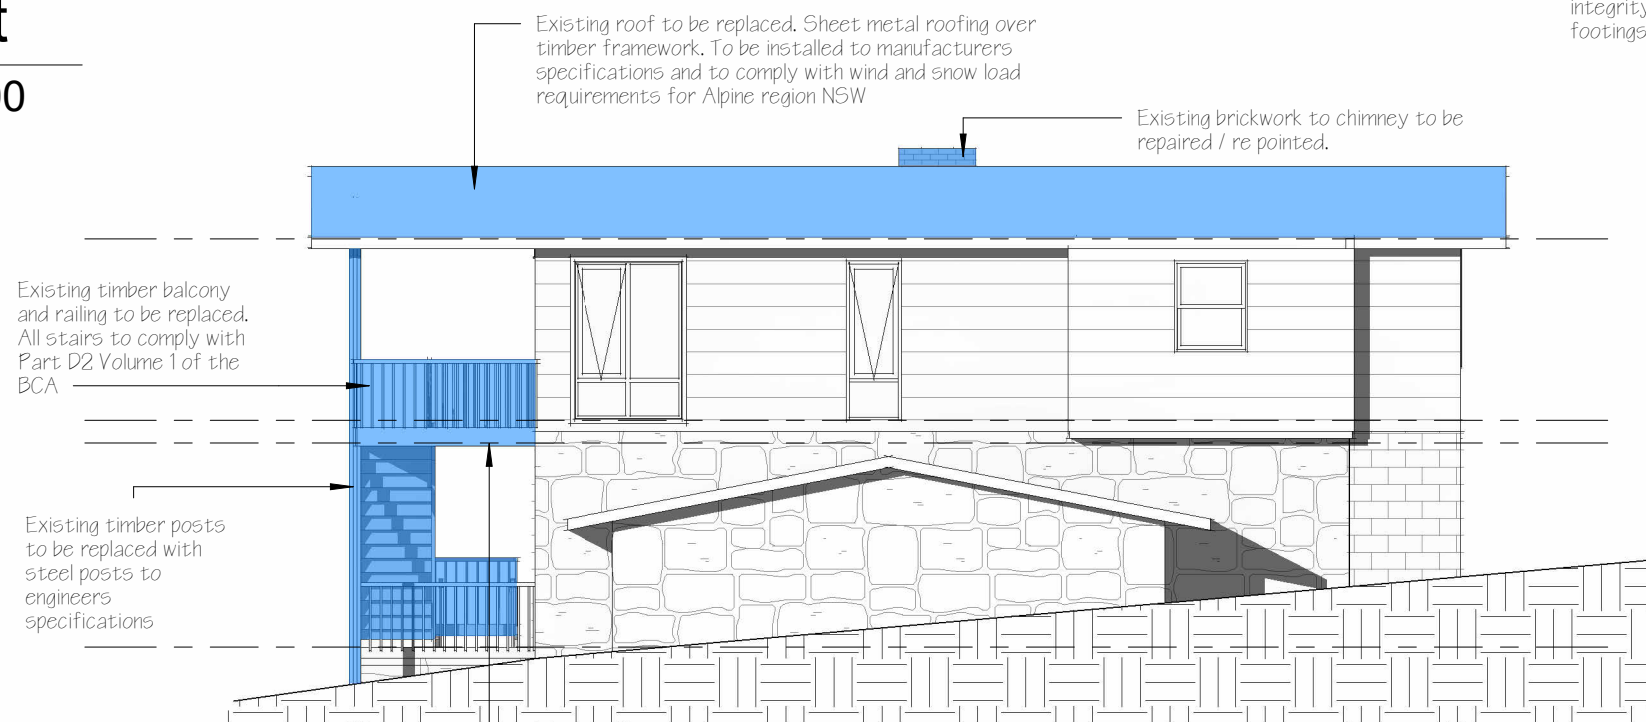 t
00
integrity
footings
Existing roof to be replaced. Sheet metal roofing over
timber framework. To be installed to manufacturers
specifications and to comply with wind and snow load
requirements for Alpine region NSW
Existing brickwork to chimney to be
repaired / re pointed.
Existing timber balcony
and railing to be replaced.
All stairs to comply with
Part D2 Volume 1 of the
BCA
Existing timber posts
to be replaced with
steel posts to
engineers
specifications